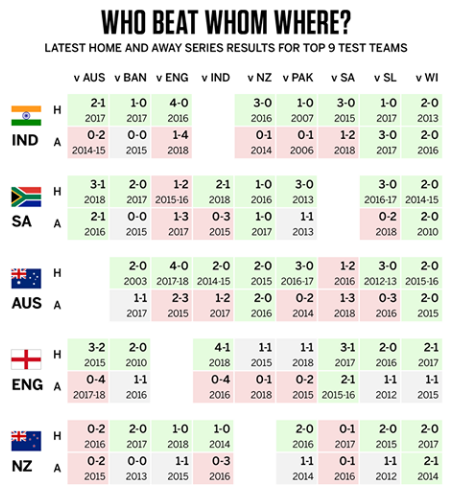 WHO BEAT WHOM WHERE?
LATEST HOME AND AWAY SERIES RESULTS FOR TOP 9 TEST TEAMS
v AUS v BAN v ENG v IND v NZ v PAK v SA v SL v WI
H 2-1 1-0 4-0 3-0 1-0 3-0 1-0 2-0
2017 2017 2016 2016 2007 2015 2017 2013
IND A 0-2 0-0 1-4 0-1 0-1 1-2 3-0 2-0
2014-15 2015 2018 2014 2006 2018 2017 2016
H 3-1 2-0 1-2 2-1 1-0 3-0 3-0 2-0
2018 2017 2015-16 2018 2016 2013 2016-17 2014-15
SA A 2-1 0-0 1-3 0-3 1-0 1-1 0-2 2-0
2016 2015 2017 2015 2017 2013 2018 2010
H 2-0 4-0 2-0 2-0 3-0 1-2 3-0 2-0
2003 2017-18 2014-15 2015 2016-17 2016 2012-13 2015-16
AUS A 1-1 2-3 1-2 2-0 0-2 1-3 0-3 2-0
2017 2015 2017 2016 2014 2018 2016 2015
H 3-2 2-0 4-1 1-1 1-1 3-1 2-0 2-1
2015 2010 2018 2015 2018 2017 2016 2017
ENG A 0-4 1-1 0-4 0-1 0-2 2-1 1-1 1-1
2017-18 2016 2016 2018 2015 2015-16 2012 2015
H 0-2 2-0 1-0 1-0 2-0 0-1 2-0 2-0
2016 2017 2018 2014 2016 2017 2015 2017
NZ A 0-2 0-0 1-1 0-3 1-1 0-1 1-1 2-1
2015 2013 2015 2016 2014 2016 2012 2014